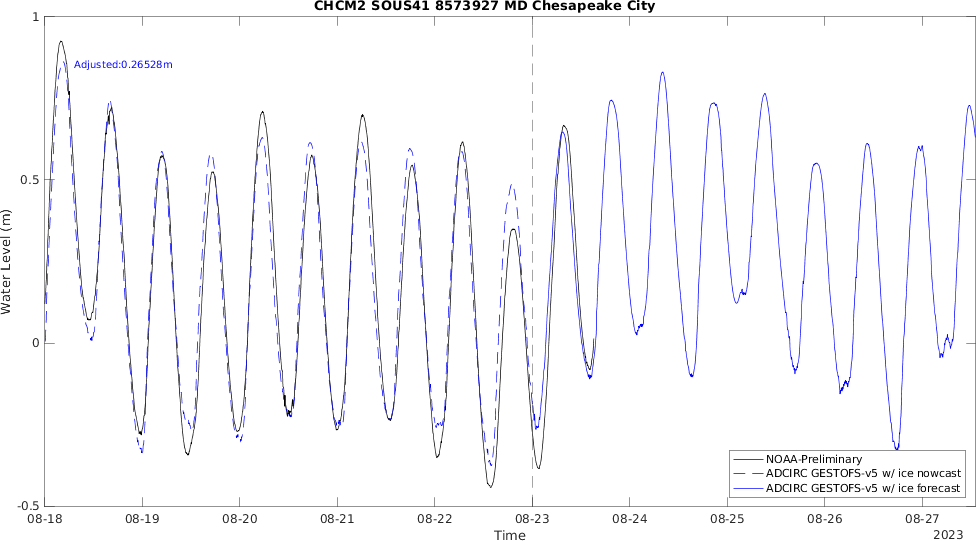 CHCM2 SOUS41 8573927 MD Chesapeake City
1
Adjusted:0.26528m
0.5
Water Level (m)
0
NOAA-Preliminary
ADCIRC GESTOFS-v5 w/ ice nowcast
ADCIRC GESTOFS-v5 w/ ice forecast
-0.5
08-18 08-19 08-20 08-21 08-22 08-23 08-24 08-25 08-26 08-27
Time
2023